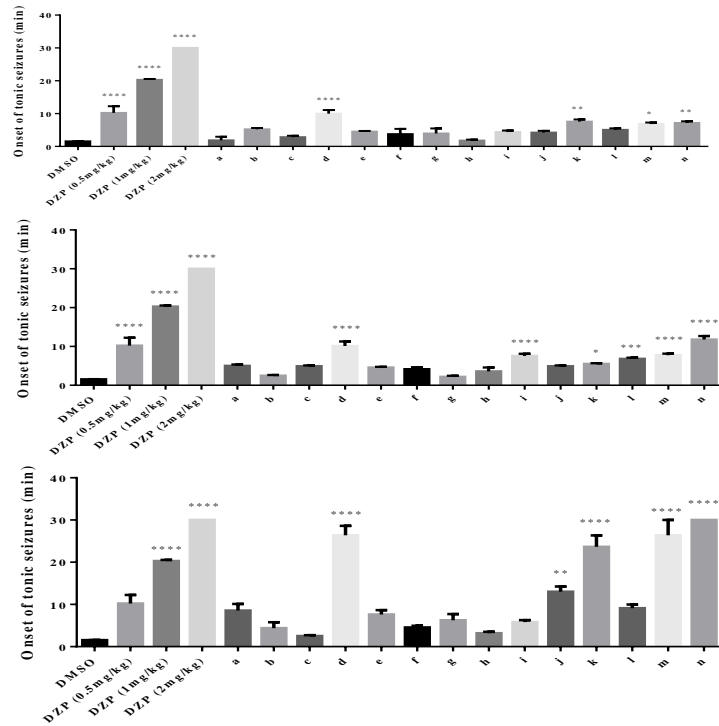 Onset of tonic seizures (min)
40
30
20
10
0
**** **** **** **** ** * **
DMSO DZP (0.5mg/kg) DZP (1mg/kg) DZP (2mg/kg) a b c d e f g h i j k l m n
Onset of tonic seizures (min)
40
30
20
10
0
**** **** **** **** **** * *** **** ****
DMSO DZP (0.5mg/kg) DZP (1mg/kg) DZP (2mg/kg) a b c d e f g h i j k l m n
Onset of tonic seizures (min)
40
30
20
10
0
**** **** **** ** **** **** ****
DMSO DZP (0.5mg/kg) DZP (1mg/kg) DZP (2mg/kg) a b c d e f g h i j k l m n